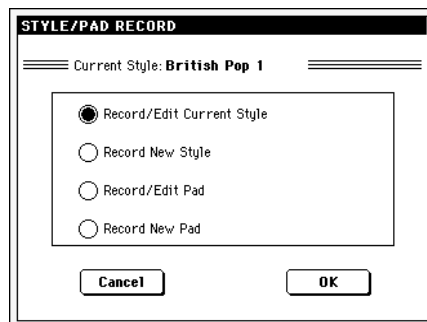 STYLE/PAD RECORD
Current Style: British Pop 1
Record/Edit Current Style
Record New Style
Record/Edit Pad
Record New Pad
Cancel OK